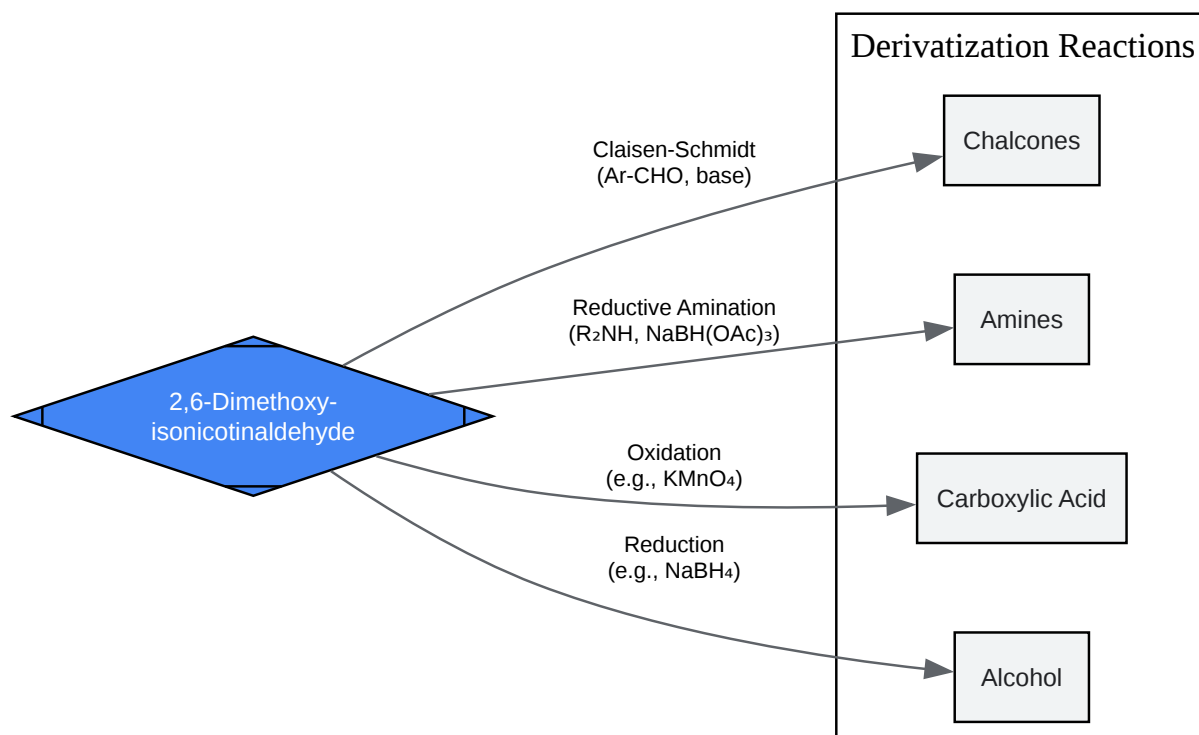 Derivatization Reactions
Chalcones
Claisen-Schmidt
(Ar-CHO, base)
Reductive Amination
(R₂NH, NaBH(OAc)₃)
Amines
2,6-Dimethoxy-
isonicotinaldehyde
Oxidation
(e.g., KMnO₄)
Carboxylic Acid
Reduction
(e.g., NaBH₄)
Alcohol